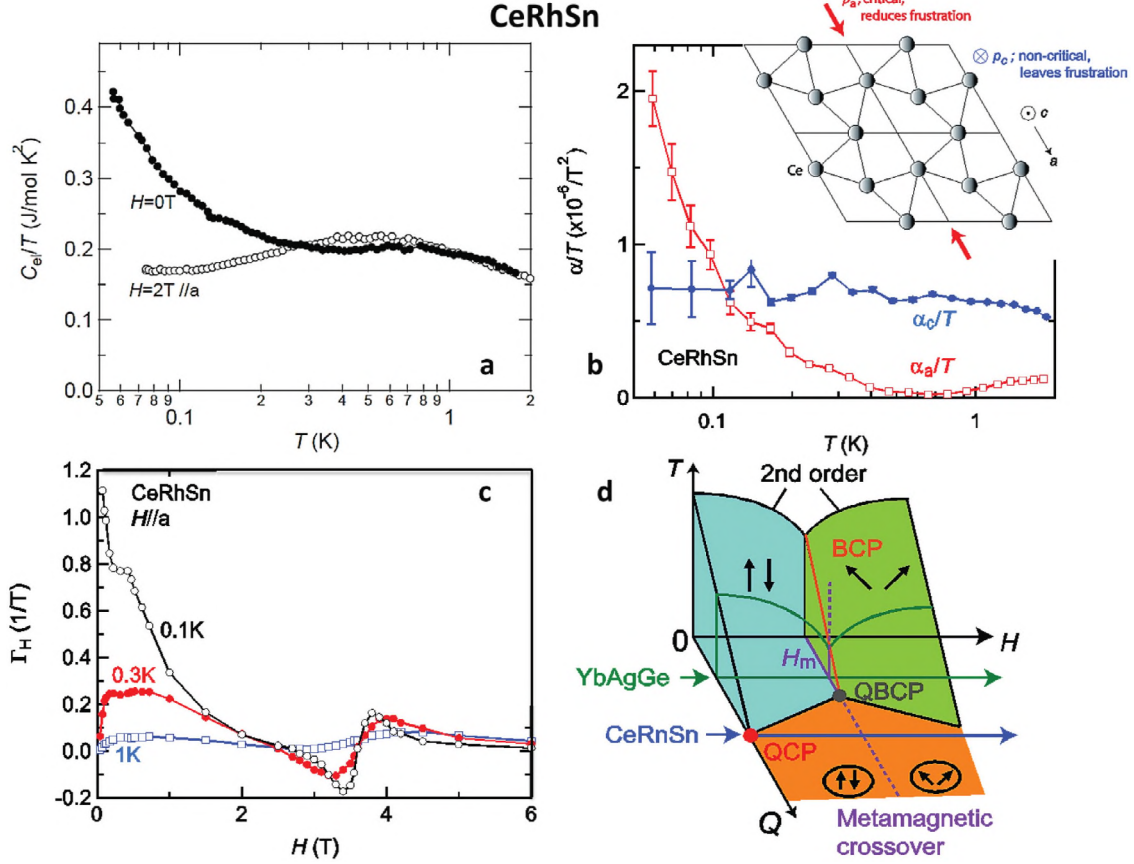 CeRhSn
p_a; critical,
reduces frustration
⊗ p_c ; non-critical,
leaves frustration
⊙ c
a
Ce
C_el/T (J/mol K²)
0.4
0.3
0.2
0.1
0.0
H=0T
H=2T //a
a
5 6 7 8 9 2 3 4 5 6 7 8 9 2
0.1 1
T (K)
α/T (x10⁻⁶/T²)
2
1
0
α_c/T
α_a/T
b CeRhSn
0.1 1
T (K)
Γ_H (1/T)
1.2
1.0
0.8
0.6
0.4
0.2
0.0
-0.2
CeRhSn
H//a
c
0.1K
0.3K
1K
0 2 4 6
H (T)
d
T
2nd order
BCP
0
H
H_m
YbAgGe
QBCP
CeRnSn
QCP
Q
Metamagnetic
crossover